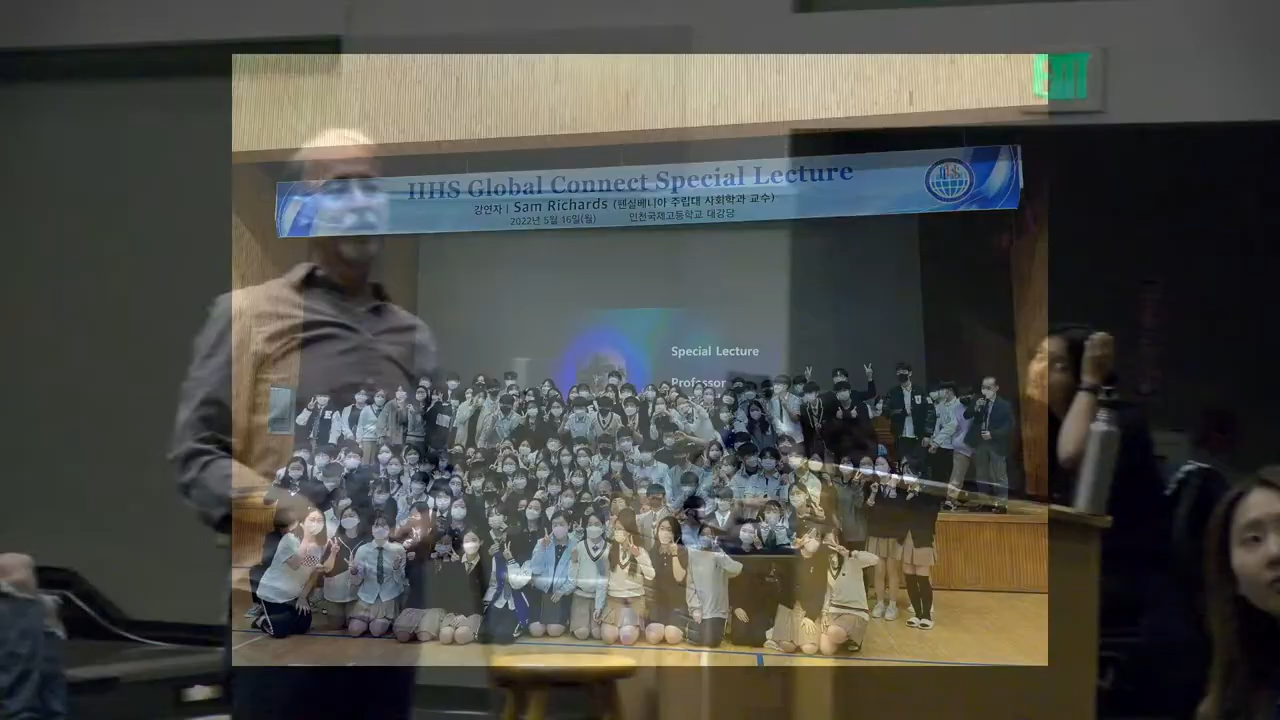 EXIT
IIHS Global Connect Special Lecture
강연자 | Sam Richards (펜실베니아 주립대 사회학과 교수)
2022년 5월 16일(월) 인천국제고등학교 대강당
Special Lecture
Professor